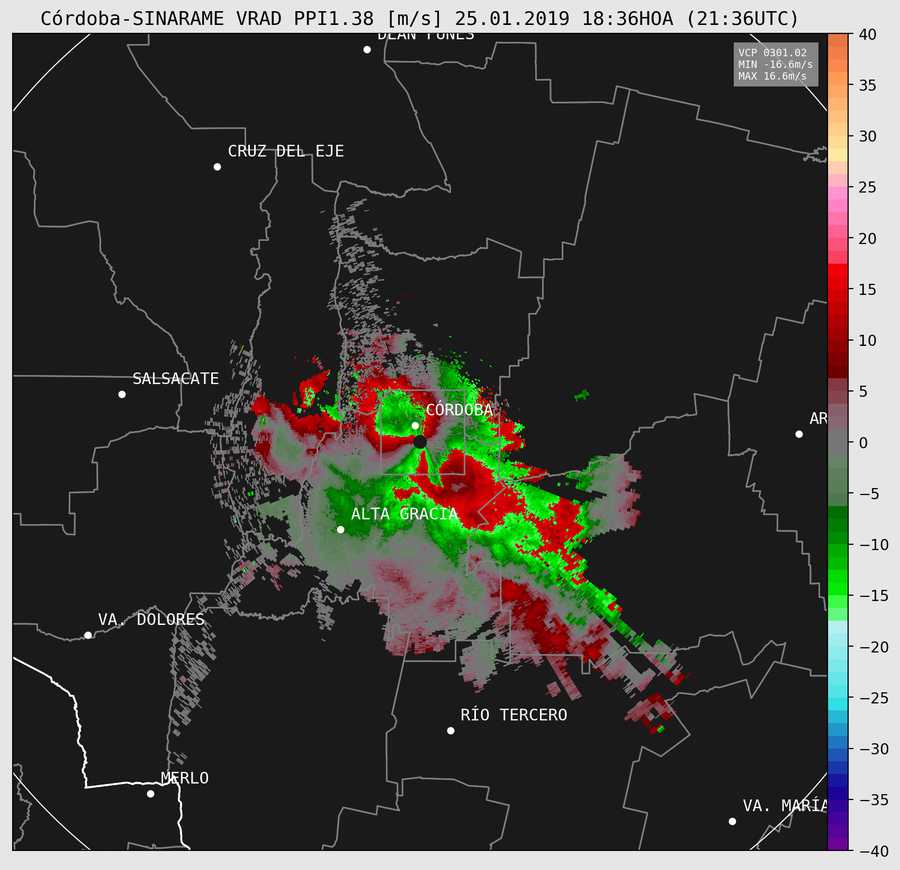 Córdoba-SINARAME VRAD PPI1.38 [m/s] 25.01.2019 18:36HOA (21:36UTC)
DEÁN FUNES
VCP 0301.02
MIN -16.6m/s
MAX 16.6m/s
CRUZ DEL EJE
SALSACATE
CÓRDOBA
AR
ALTA GRACIA
VA. DOLORES
RÍO TERCERO
MERLO
VA. MARÍA
40
35
30
25
20
15
10
5
0
−5
−10
−15
−20
−25
−30
−35
−40